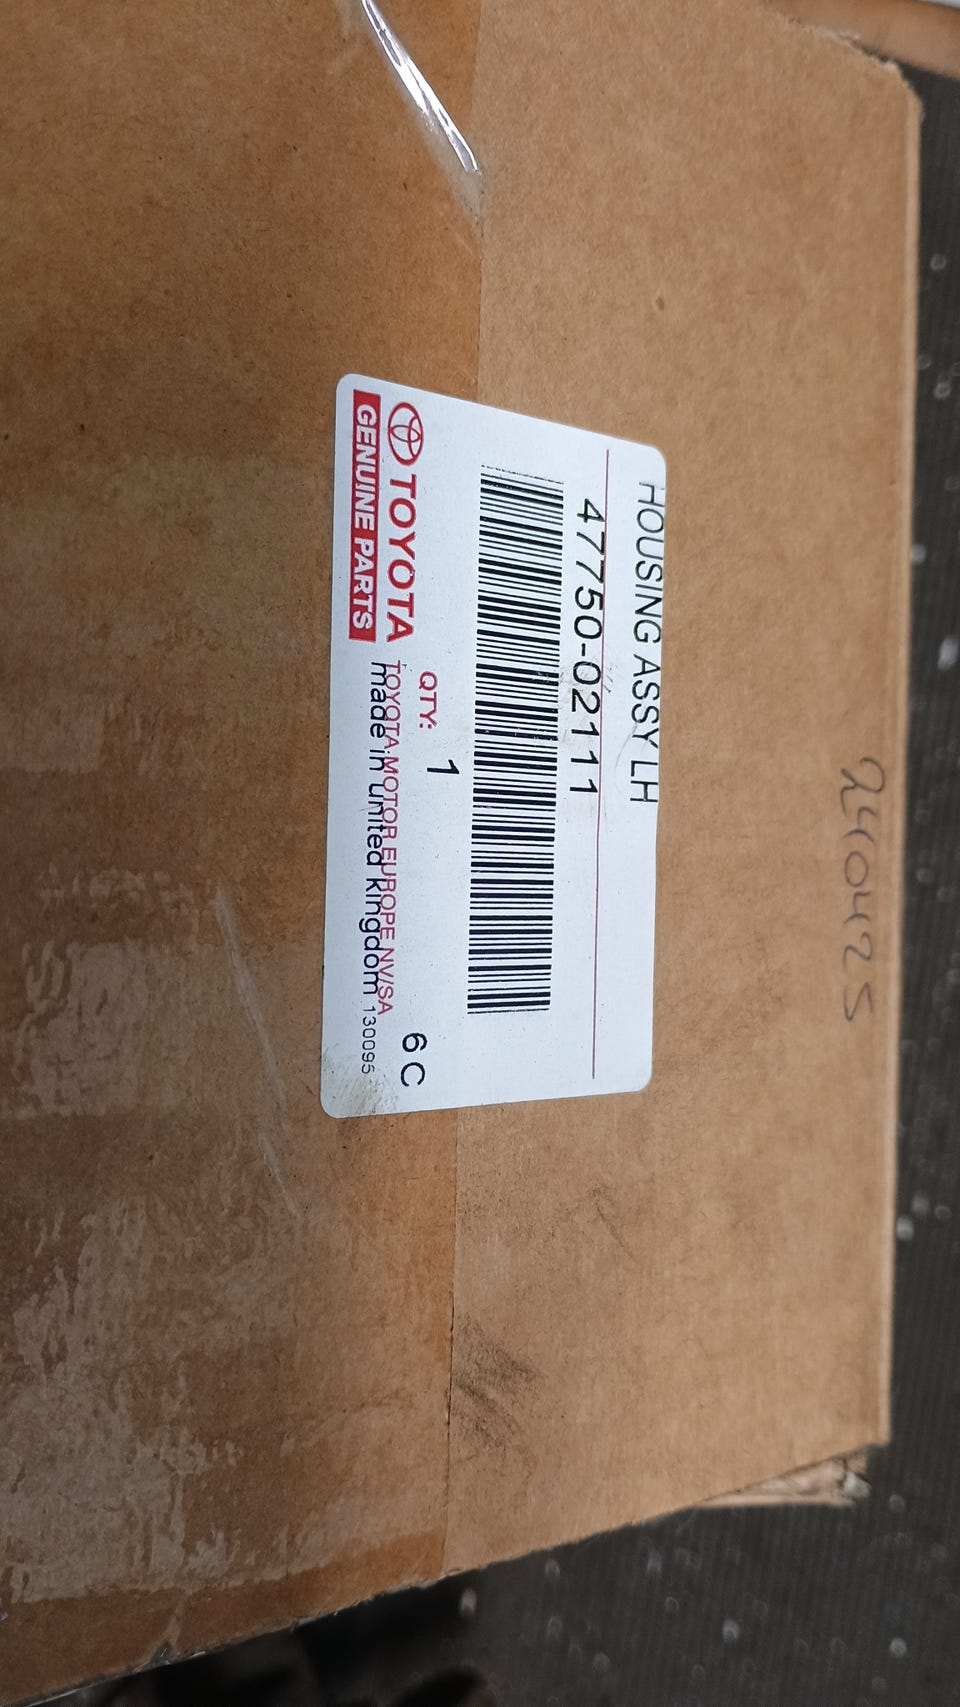 240425
HOUSING ASSY LH
47750-02111
QTY: 1
6 C
TOYOTA
GENUINE PARTS
TOYOTA MOTOR EUROPE NV/SA
made in united kingdom 130095